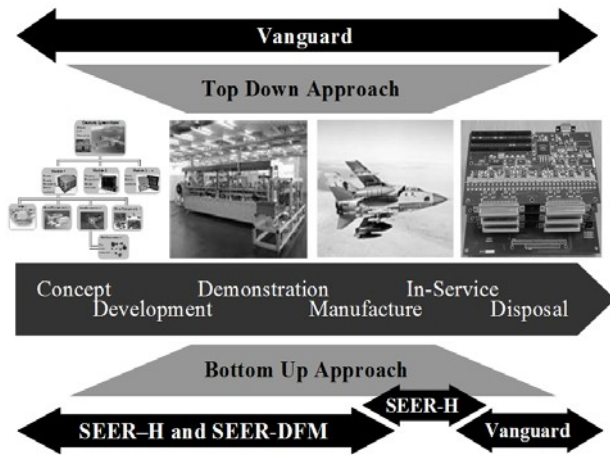 Vanguard
Top Down Approach
Concept Demonstration In-Service
Development Manufacture Disposal
Bottom Up Approach
SEER-H
SEER–H and SEER-DFM
Vanguard